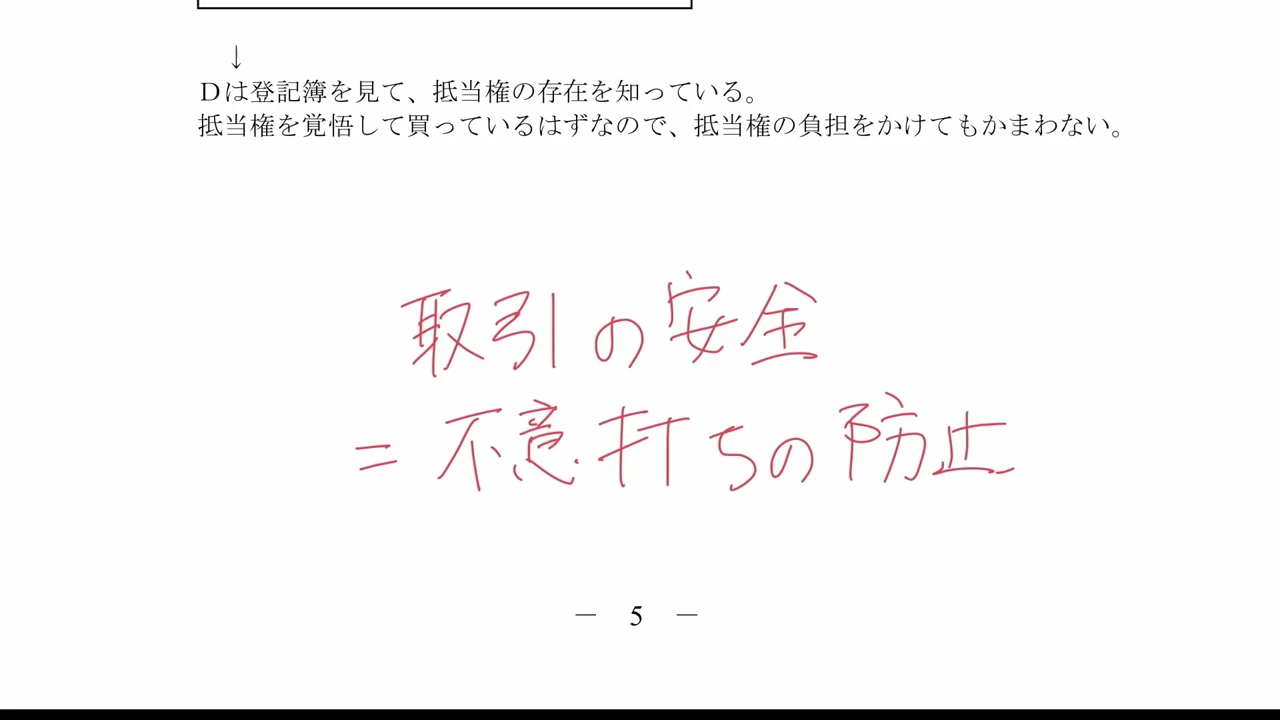 ↓
Dは登記簿を見て、抵当権の存在を知っている。
抵当権を覚悟して買っているはずなので、抵当権の負担をかけてもかまわない。
取引の安全
= 不意打ちの防止
— 5 —